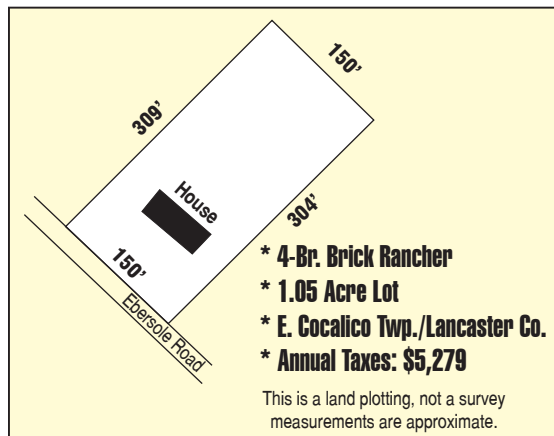 150’
309’
House
304’
150’
Ebersole Road
* 4-Br. Brick Rancher
* 1.05 Acre Lot
* E. Cocalico Twp./Lancaster Co.
* Annual Taxes: $5,279
This is a land plotting, not a survey
measurements are approximate.